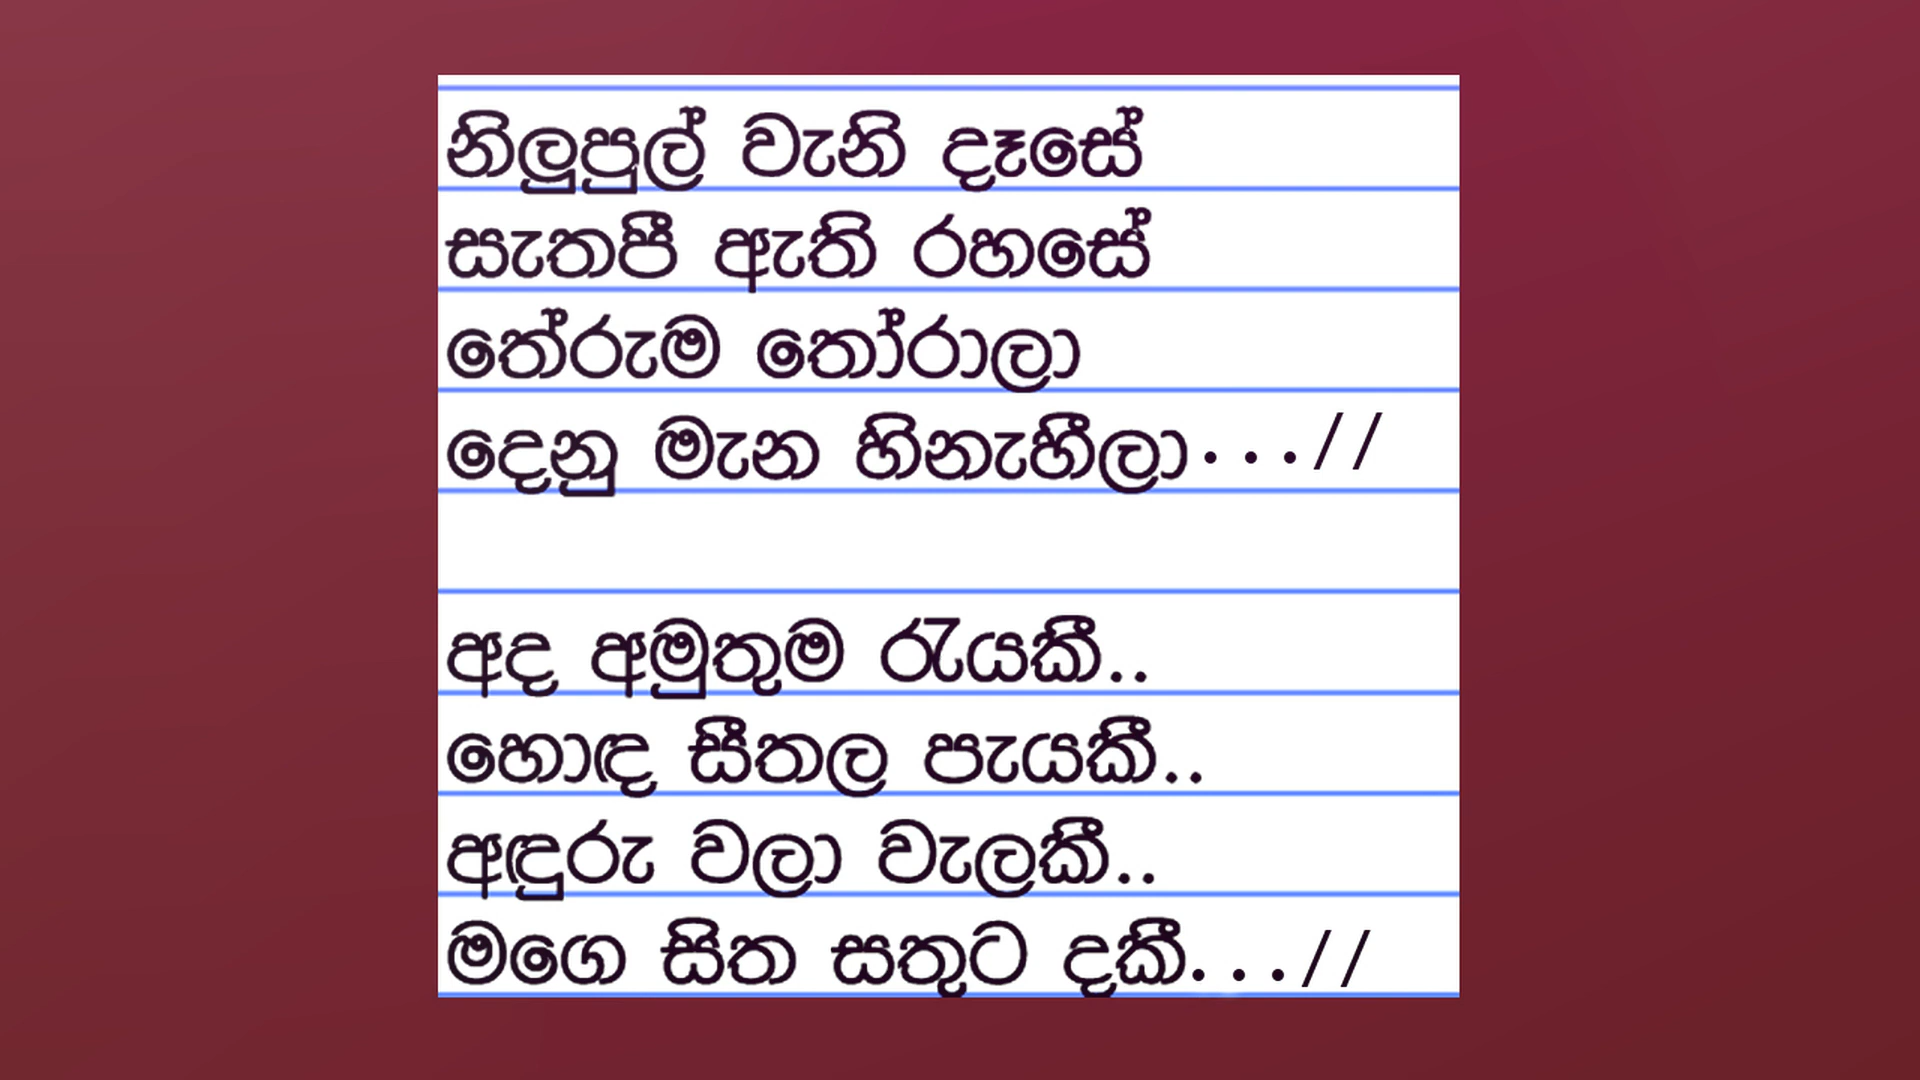 නිලුපුල් වැනි දෑසේ
සැතපී ඇති රහසේ
තේරුම තෝරාලා
දෙනු මැන හිනැහීලා...//
අද අමුතුම රැයකී..
හොඳ සීතල පැයකී..
අඳුරු වලා වැලකී..
මගෙ සිත සතුට දකී...//